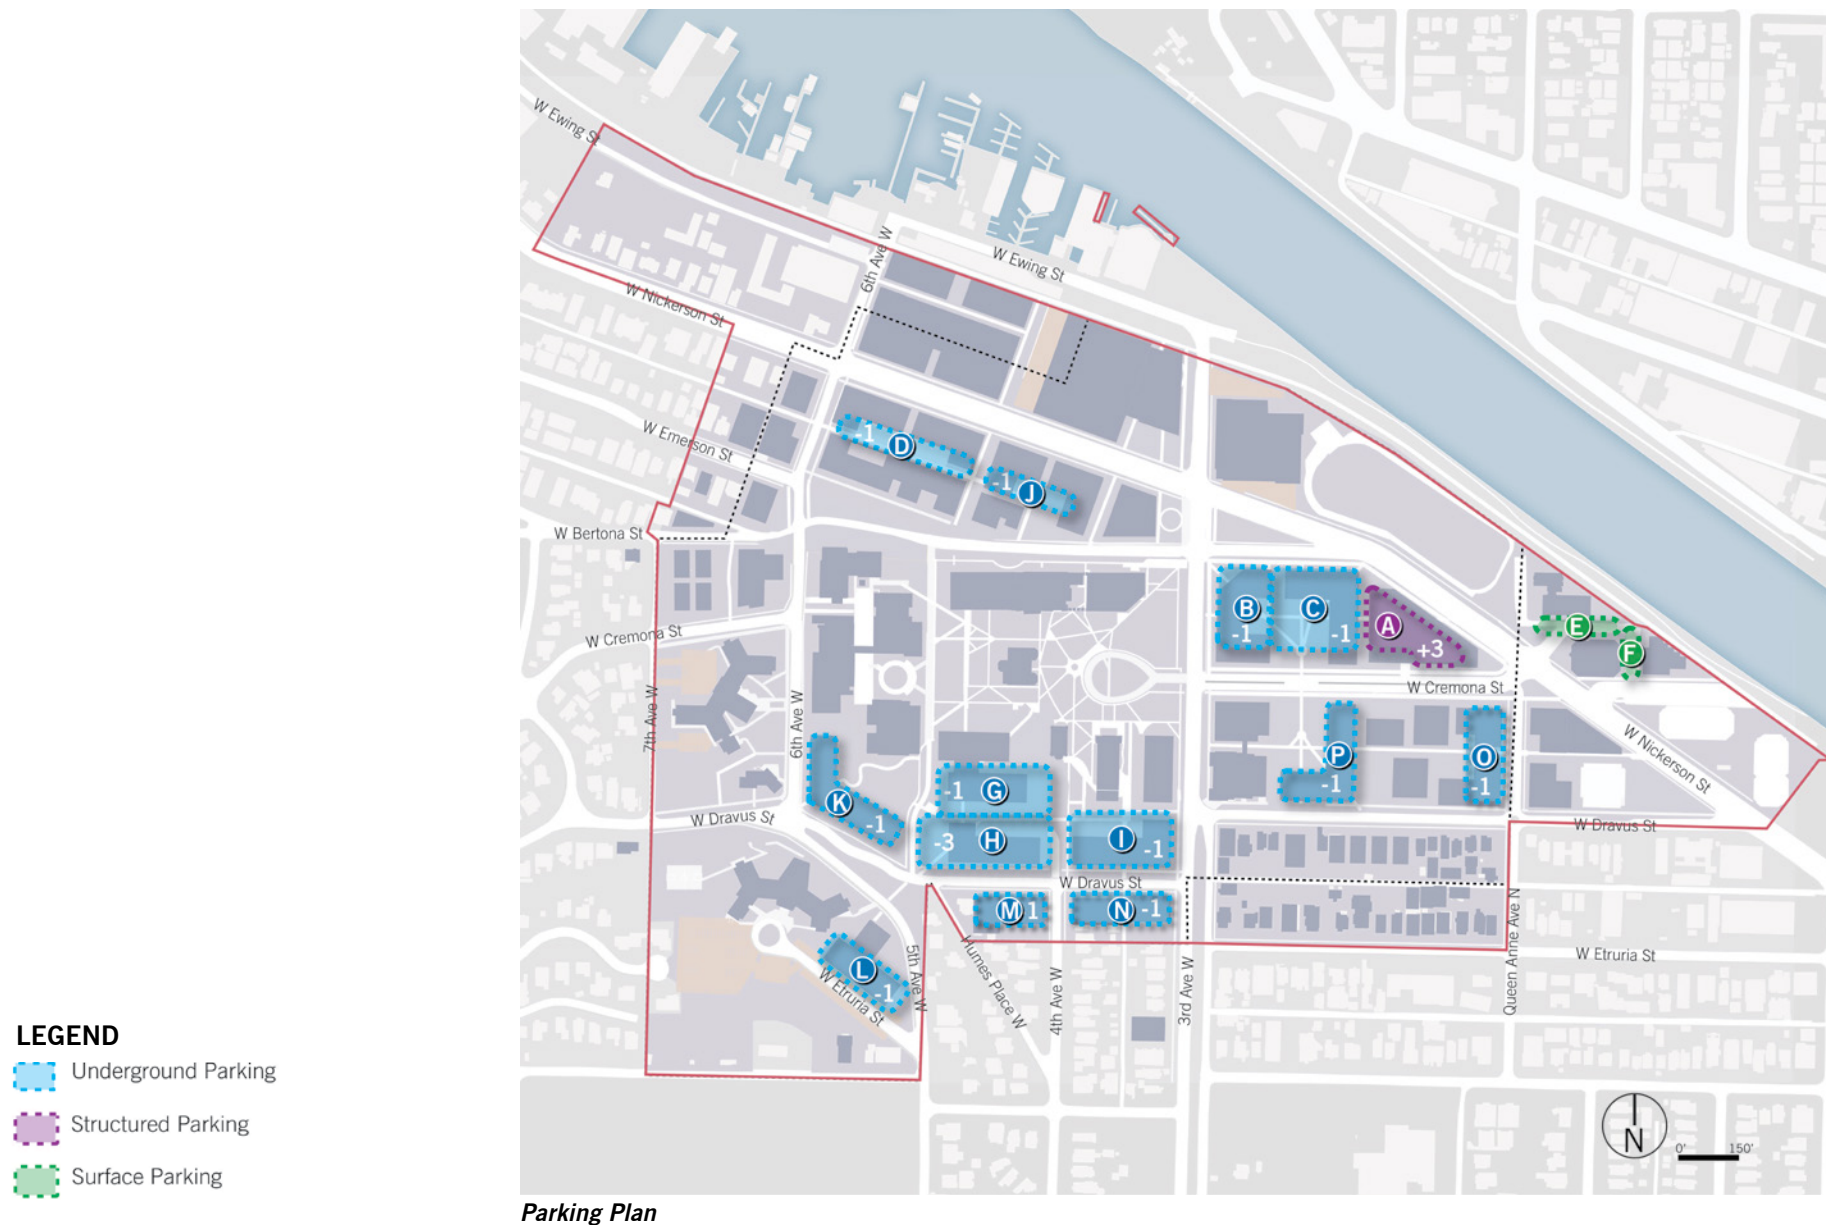 W Ewing St
6th Ave W
W Ewing St
W Nickerson St
W Emerson St
-1
D
-1
J
W Bertona St
W Cremona St
B
-1
C
-1
A
+3
E
F
W Cremona St
7th Ave W
6th Ave W
P
-1
O
-1
W Nickerson St
K
-1
-1
G
-3
H
I
-1
W Dravus St
W Dravus St
W Dravus St
M
1
N
-1
L
-1
W Etruria St
5th Ave W
Humes Place W
4th Ave W
3rd Ave W
Queen Anne Ave N
W Etruria St
N
0'
150'
LEGEND
Underground Parking
Structured Parking
Surface Parking
Parking Plan